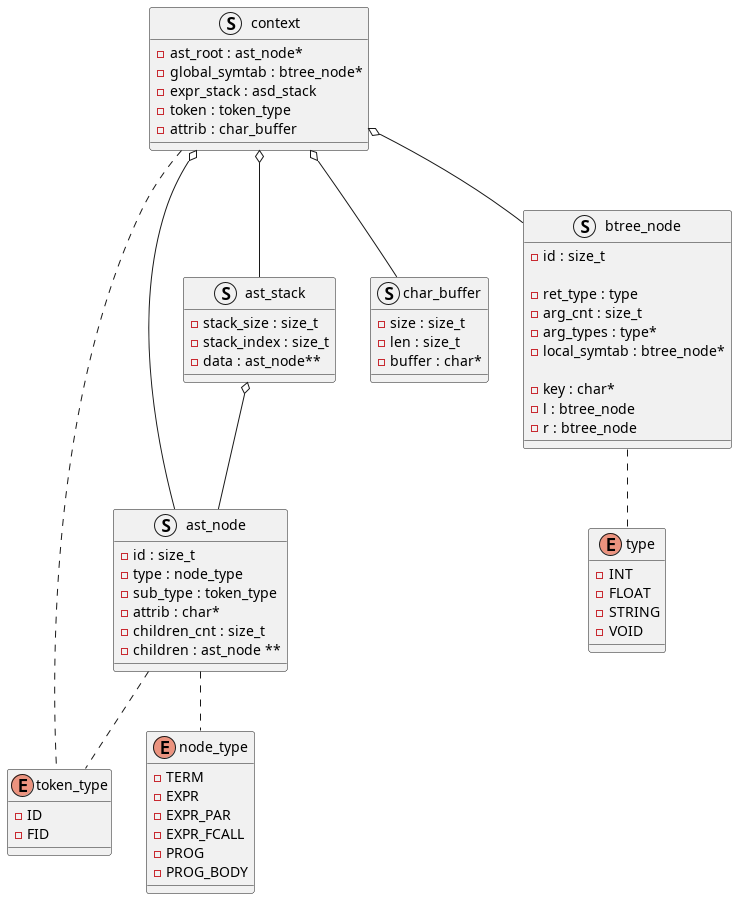 S context
ast_root : ast_node*
global_symtab : btree_node*
expr_stack : asd_stack
token : token_type
attrib : char_buffer
S btree_node
id : size_t
ret_type : type
arg_cnt : size_t
arg_types : type*
local_symtab : btree_node*
key : char*
l : btree_node
r : btree_node
S ast_stack
stack_size : size_t
stack_index : size_t
data : ast_node**
S char_buffer
size : size_t
len : size_t
buffer : char*
S ast_node
id : size_t
type : node_type
sub_type : token_type
attrib : char*
children_cnt : size_t
children : ast_node **
E type
INT
FLOAT
STRING
VOID
E token_type
ID
FID
E node_type
TERM
EXPR
EXPR_PAR
EXPR_FCALL
PROG
PROG_BODY